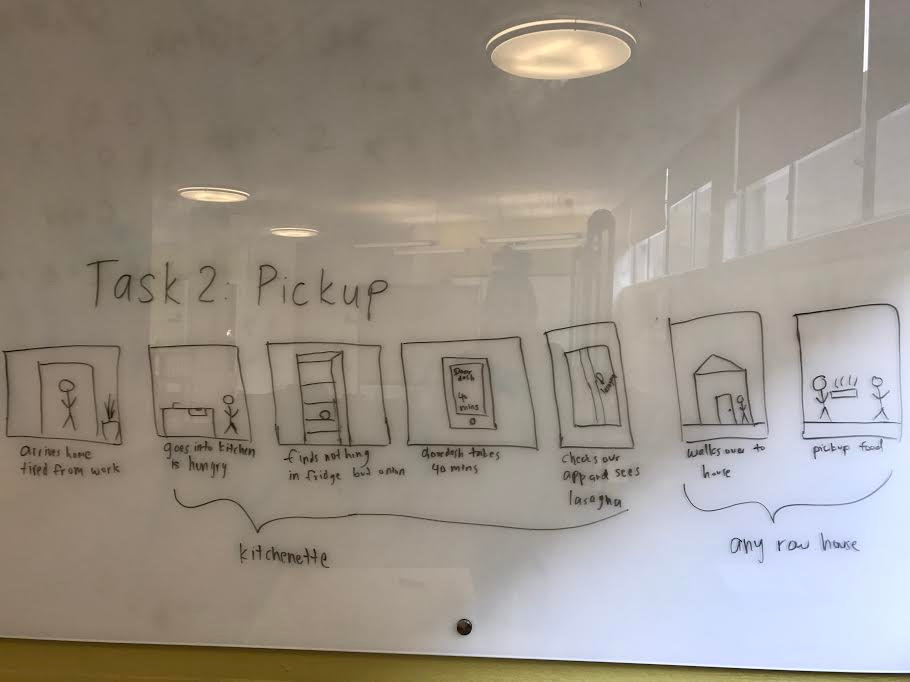 Task 2: Pickup
Door
dash
40
mins
arrives home
tired from work
goes into kitchen
is hungry
finds nothing
in fridge but onion
doordash takes
40 mins
checks our
app and sees
lasagna
walks over to
house
pickup food
kitchenette
any row house